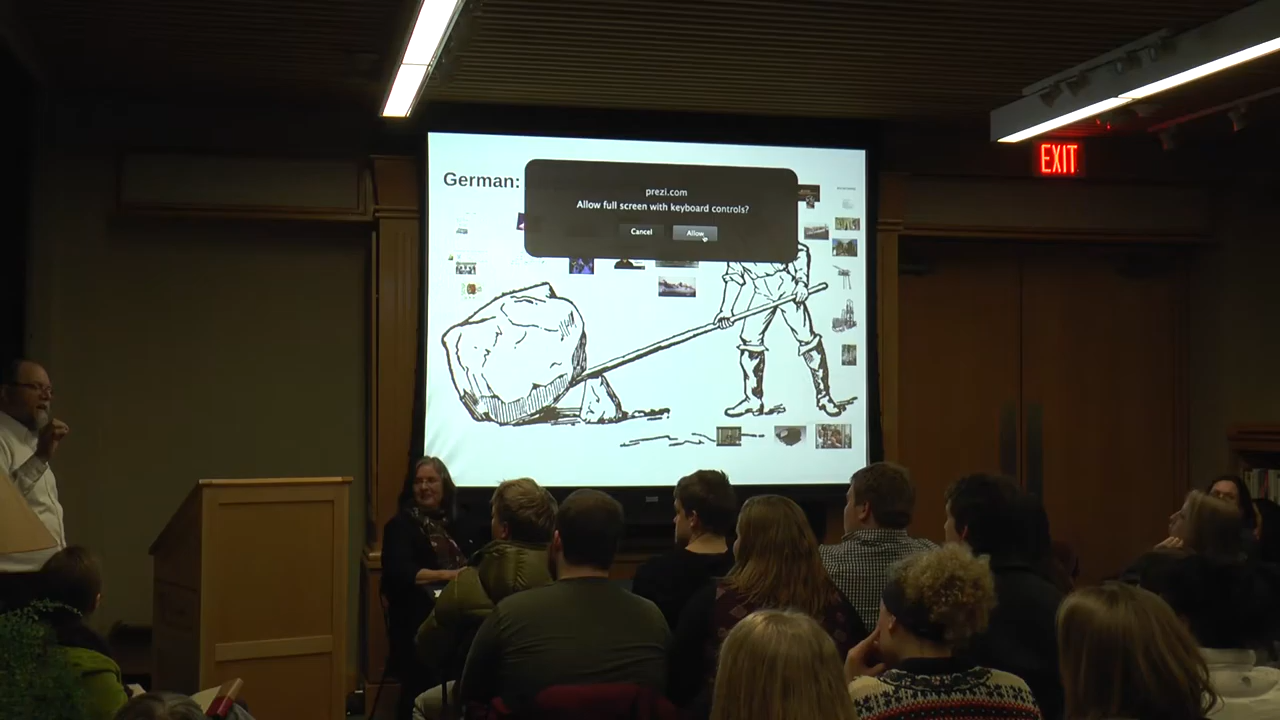 German:
prezi.com
Allow full screen with keyboard controls?
Cancel
Allow
EXIT